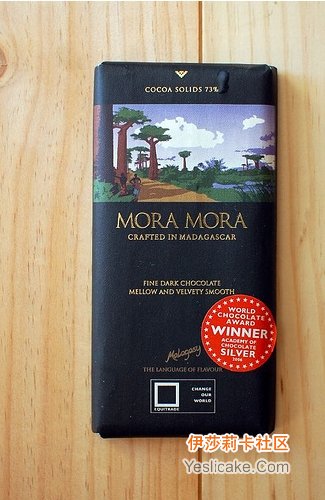 COCOA SOLIDS 73%
MORA MORA
CRAFTED IN MADAGASCAR
FINE DARK CHOCOLATE
MELLOW AND VELVETY SMOOTH
WORLD
CHOCOLATE
AWARD
WINNER
ACADEMY OF
CHOCOLATE
SILVER
2008
Malagasy
THE LANGUAGE OF FLAVOUR
EQUITRADE
CHANGE
OUR
WORLD
伊莎莉卡社区
Yeslicake.Com